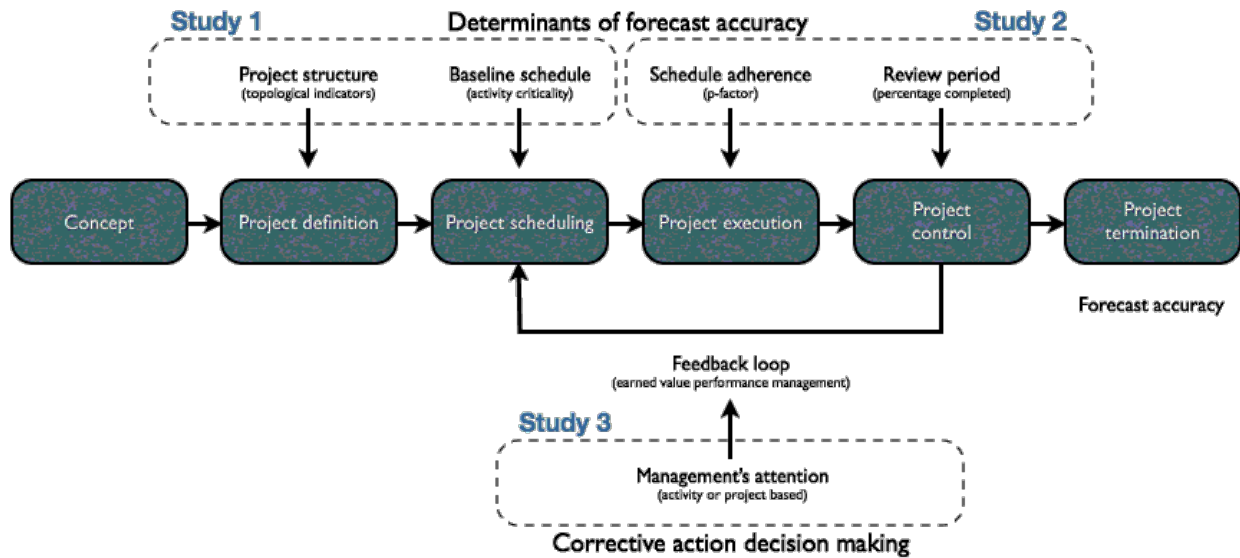 Study 1
Determinants of forecast accuracy
Study 2
Project structure
(topological indicators)
Baseline schedule
(activity criticality)
Schedule adherence
(p-factor)
Review period
(percentage completed)
Concept
Project definition
Project scheduling
Project execution
Project
control
Project
termination
Forecast accuracy
Feedback loop
(earned value performance management)
Study 3
Management's attention
(activity or project based)
Corrective action decision making